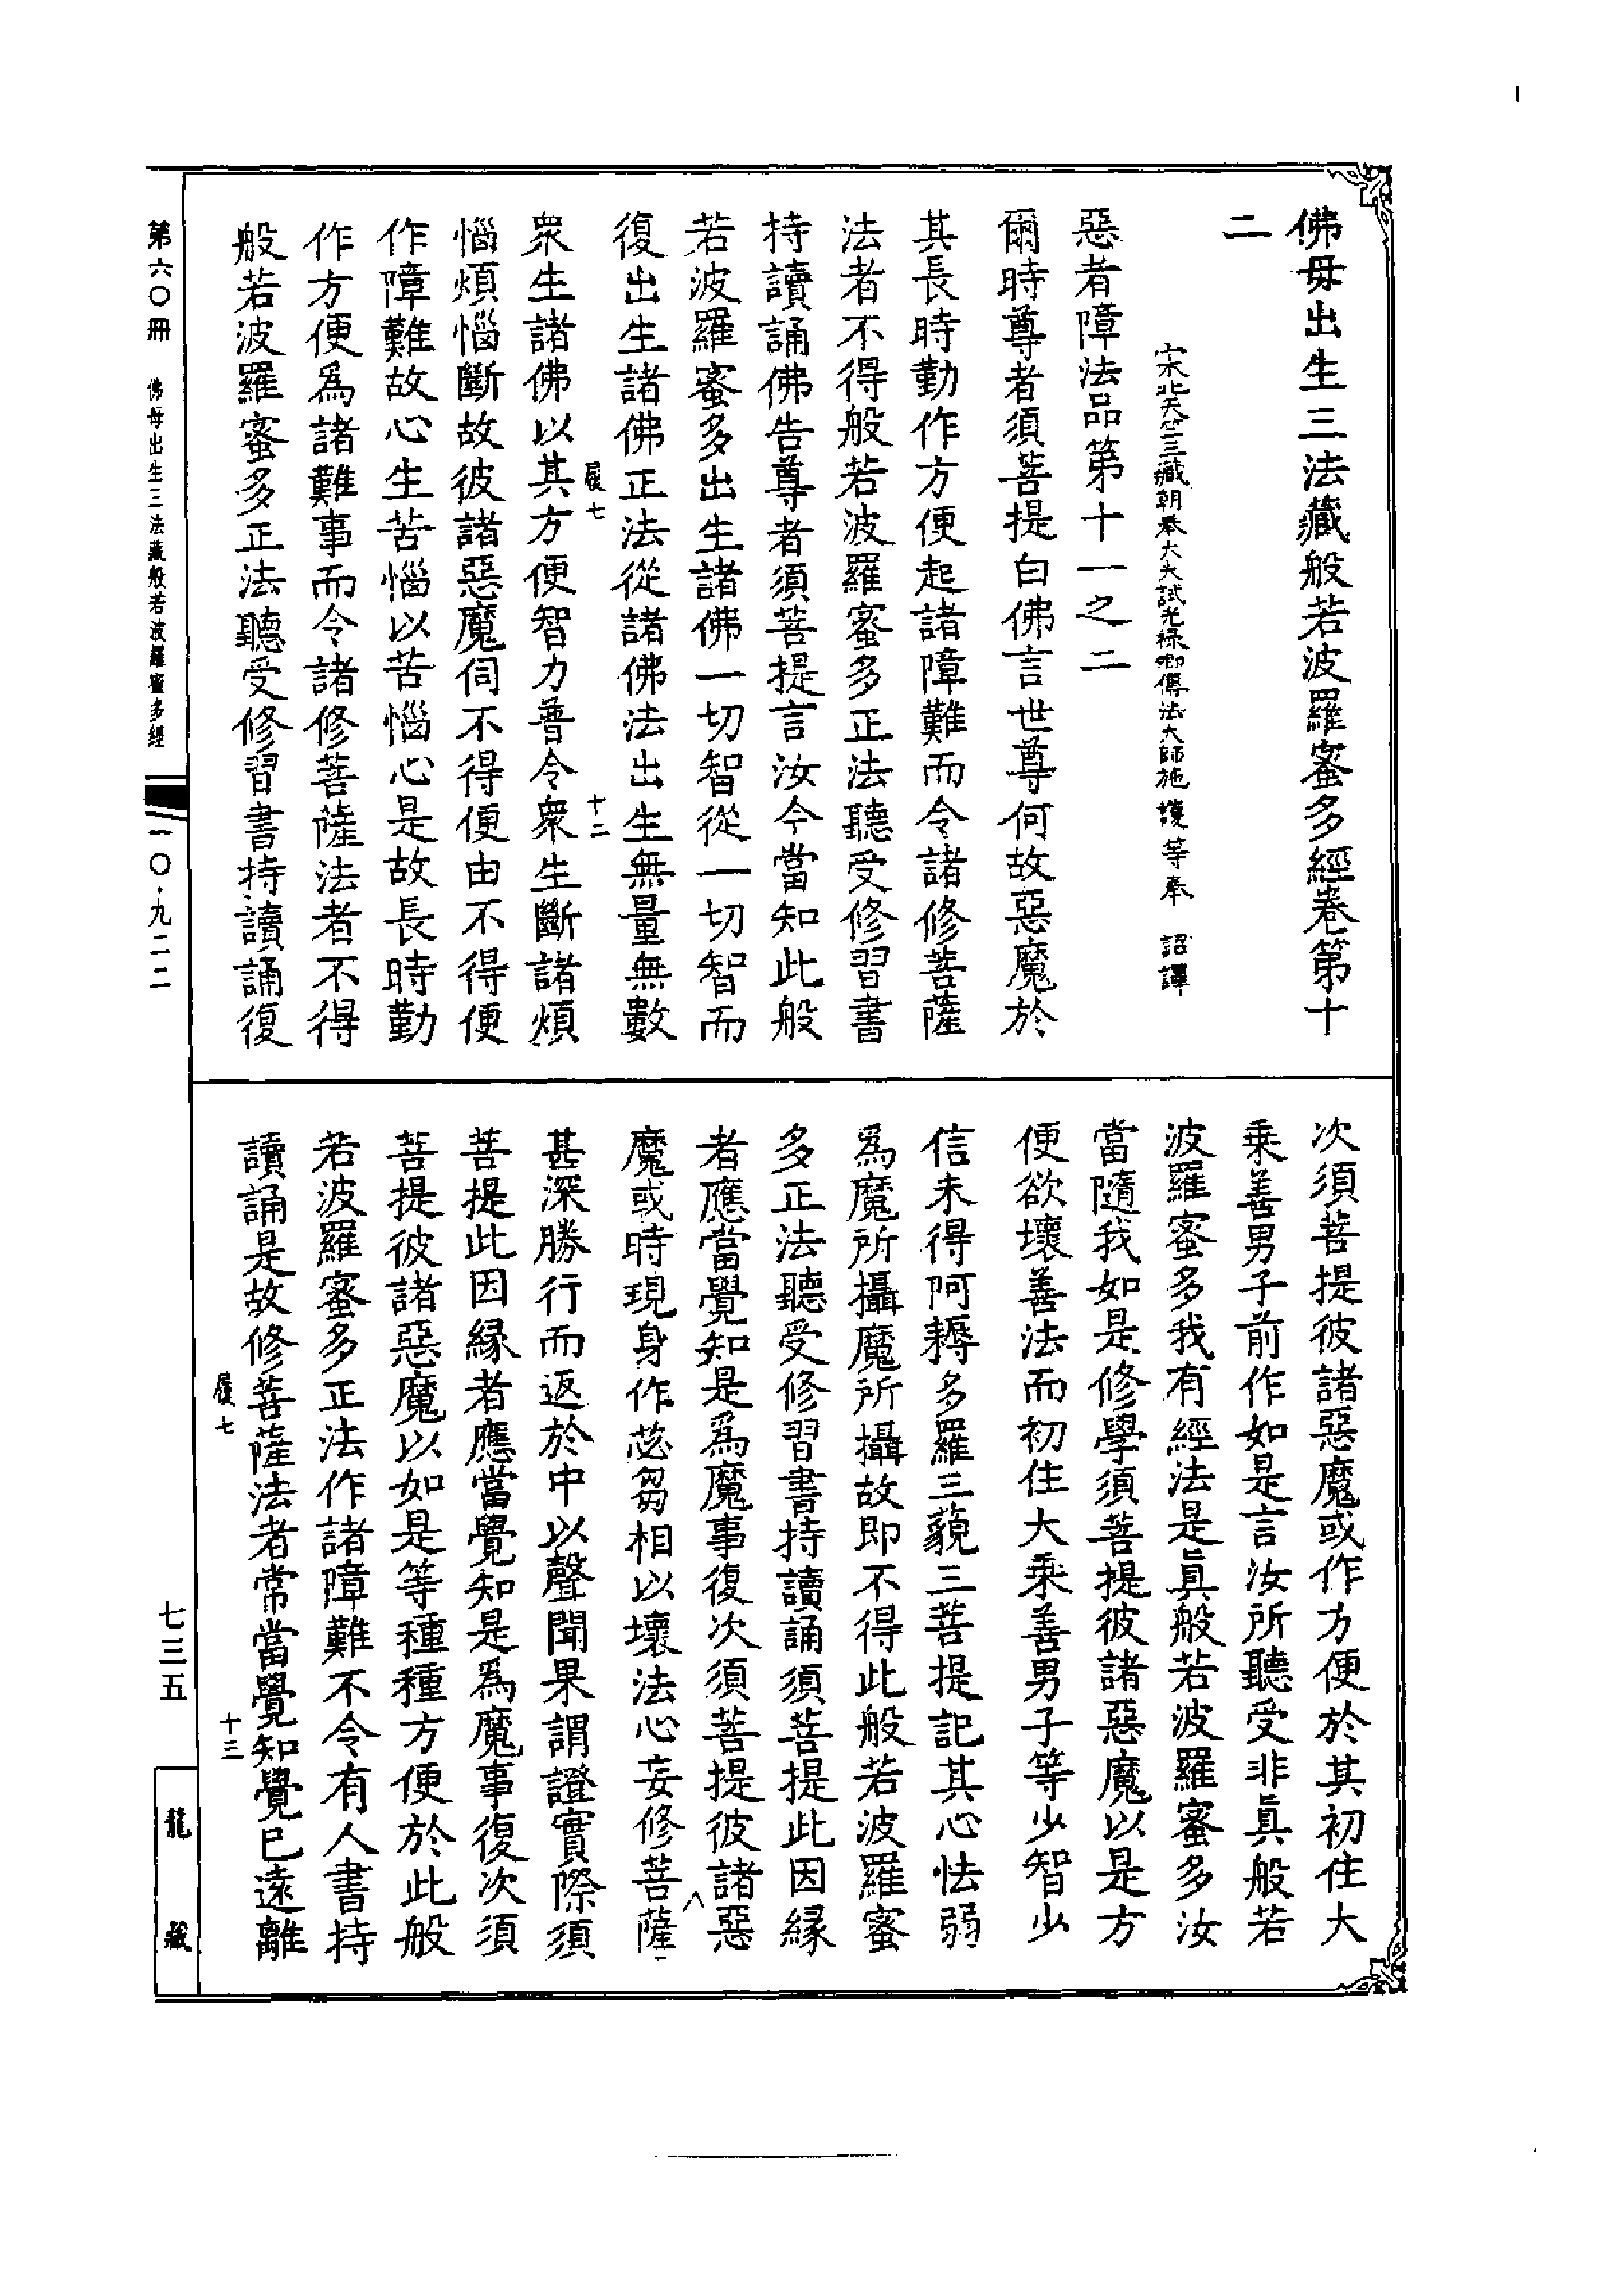 佛母出生三法藏般若波羅蜜多經卷第十
二
宋北天竺三藏朝奉大夫試光祿卿傳法大師施護等奉 詔譯
惡者障法品第十一之二
爾時尊者須菩提白佛言世尊何故惡魔於
其長時勤作方便起諸障難而令諸修菩薩
法者不得般若波羅蜜多正法聽受修習書
持讀誦佛告尊者須菩提言汝今當知此般
若波羅蜜多出生諸佛一切智從一切智而
復出生諸佛正法從諸佛法出生無量無數
履七 十二
眾生諸佛以其方便智力普令眾生斷諸煩
惱煩惱斷故彼諸惡魔伺不得便由不得便
作障難故心生苦惱以苦惱心是故長時勤
作方便爲諸難事而令諸修菩薩法者不得
般若波羅蜜多正法聽受修習書持讀誦復
次須菩提彼諸惡魔或作方便於其初住大
乘善男子前作如是言汝所聽受非眞般若
波羅蜜多我有經法是眞般若波羅蜜多汝
當隨我如是修學須菩提彼諸惡魔以是方
便欲壞善法而初住大乘善男子等少智少
信未得阿耨多羅三藐三菩提記其心怯弱
爲魔所攝魔所攝故即不得此般若波羅蜜
多正法聽受修習書持讀誦須菩提此因緣
者應當覺知是爲魔事復次須菩提彼諸惡
魔或時現身作苾芻相以壞法心妄修菩薩
甚深勝行而返於中以聲聞果謂證實際須
菩提此因緣者應當覺知是爲魔事復次須
菩提彼諸惡魔以如是等種種方便於此般
若波羅蜜多正法作諸障難不令有人書持
讀誦是故修菩薩法者常當覺知覺已遠離
履七 十三
第六〇冊 佛母出生三法藏般若波羅蜜多經
一〇·九二二
七三五
龍藏